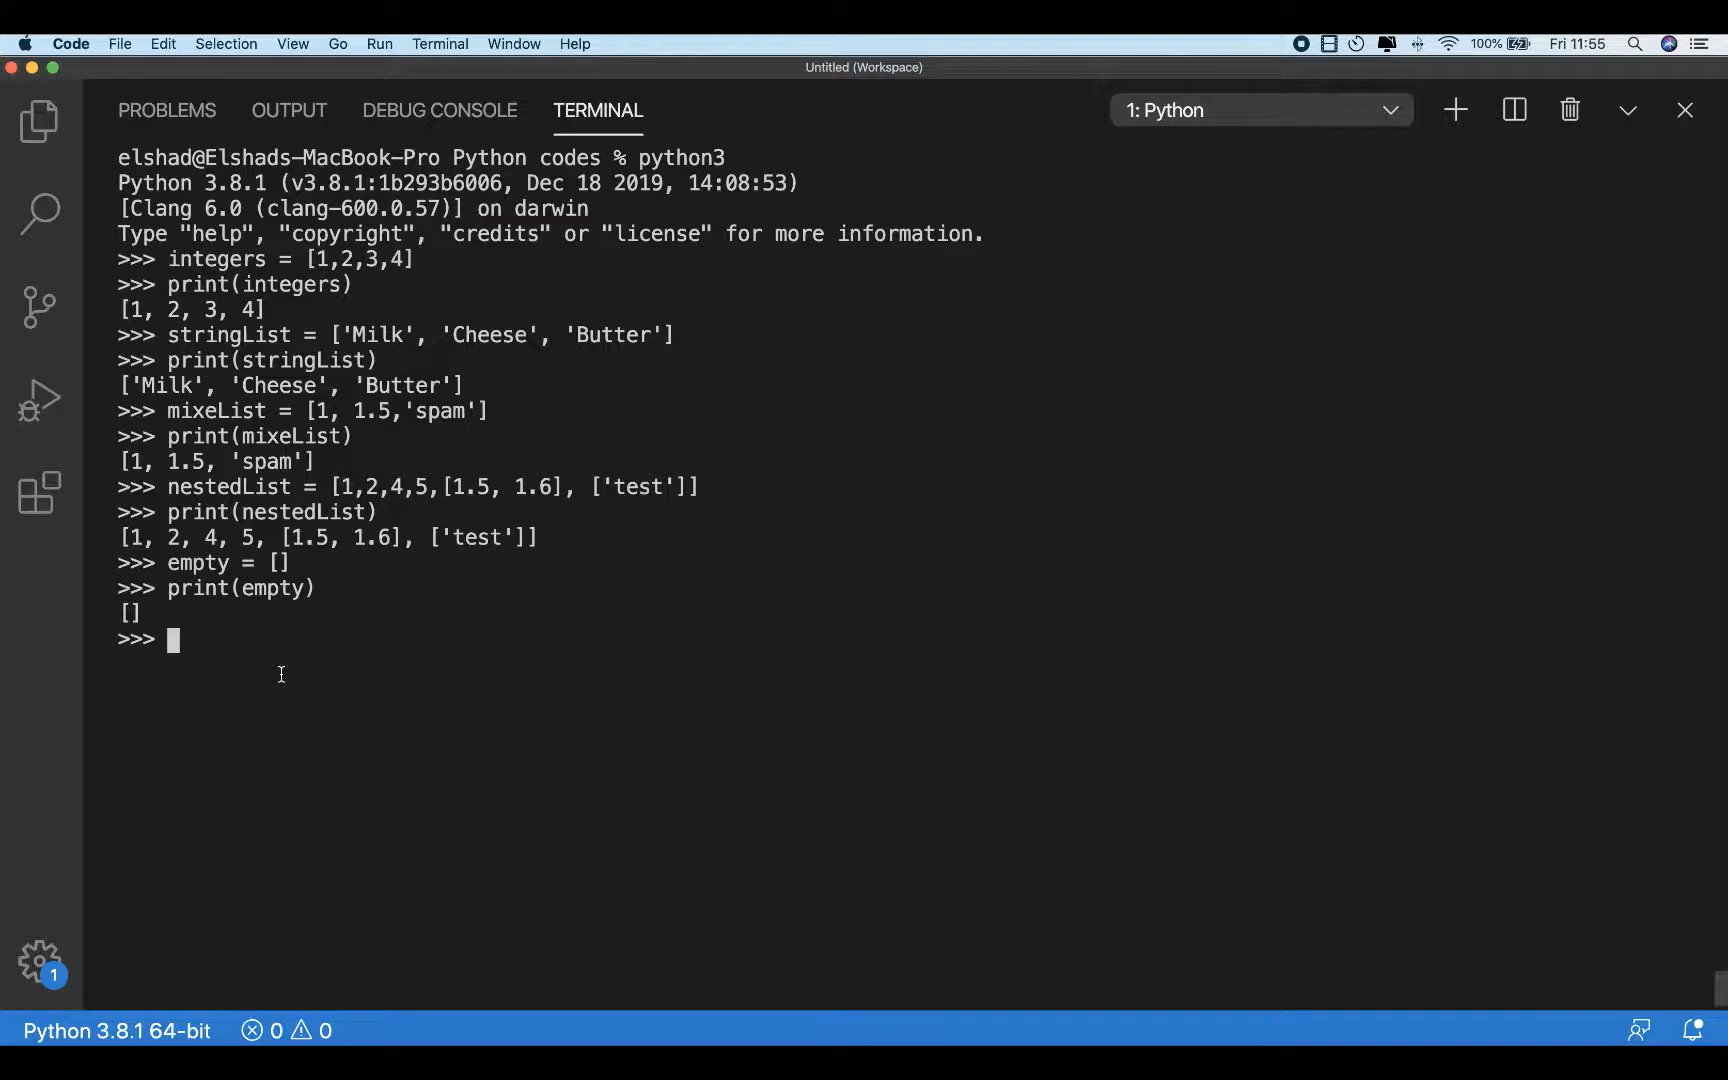 Code File Edit Selection View Go Run Terminal Window Help 100% Fri 11:55
Untitled (Workspace)
PROBLEMS OUTPUT DEBUG CONSOLE TERMINAL 1: Python
elshad@Elshads-MacBook-Pro Python codes % python3
Python 3.8.1 (v3.8.1:1b293b6006, Dec 18 2019, 14:08:53)
[Clang 6.0 (clang-600.0.57)] on darwin
Type "help", "copyright", "credits" or "license" for more information.
>>> integers = [1,2,3,4]
>>> print(integers)
[1, 2, 3, 4]
>>> stringList = ['Milk', 'Cheese', 'Butter']
>>> print(stringList)
['Milk', 'Cheese', 'Butter']
>>> mixeList = [1, 1.5,'spam']
>>> print(mixeList)
[1, 1.5, 'spam']
>>> nestedList = [1,2,4,5,[1.5, 1.6], ['test']]
>>> print(nestedList)
[1, 2, 4, 5, [1.5, 1.6], ['test']]
>>> empty = []
>>> print(empty)
[]
>>>
1
Python 3.8.1 64-bit 0 0